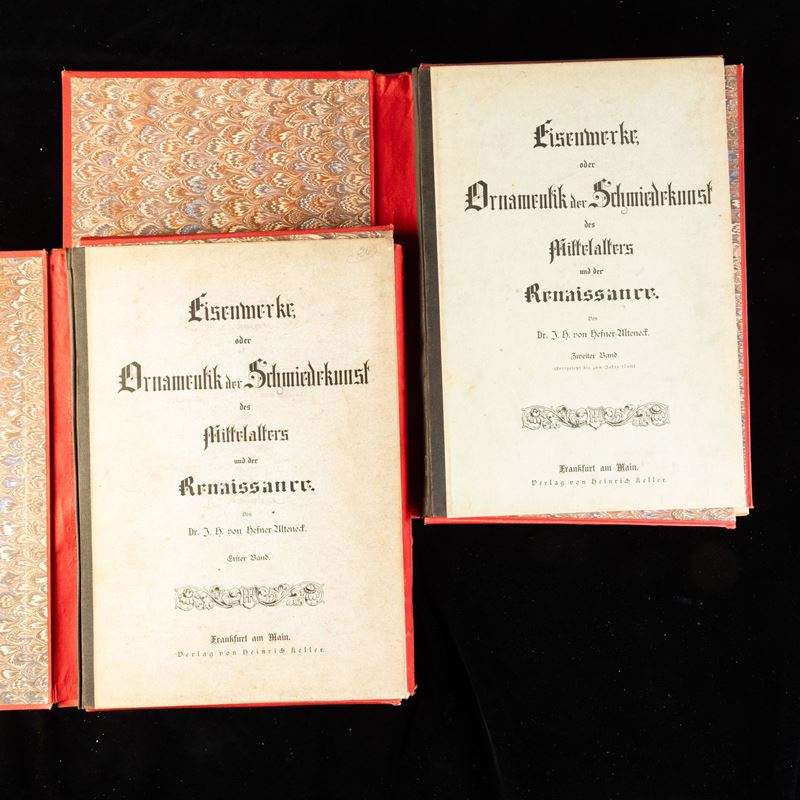 Eisenwerke,
oder
Ornamentik der Schmiedekunst
des
Mittelalters
und der
Renaissance.
Von
Dr. J. H. von Hefner-Alteneck.
Erster Band.
Frankfurt am Main.
Verlag von Heinrich Keller.
Eisenwerke,
oder
Ornamentik der Schmiedekunst
des
Mittelalters
und der
Renaissance.
Von
Dr. J. H. von Hefner-Alteneck.
Zweiter Band.
Frankfurt am Main.
Verlag von Heinrich Keller.